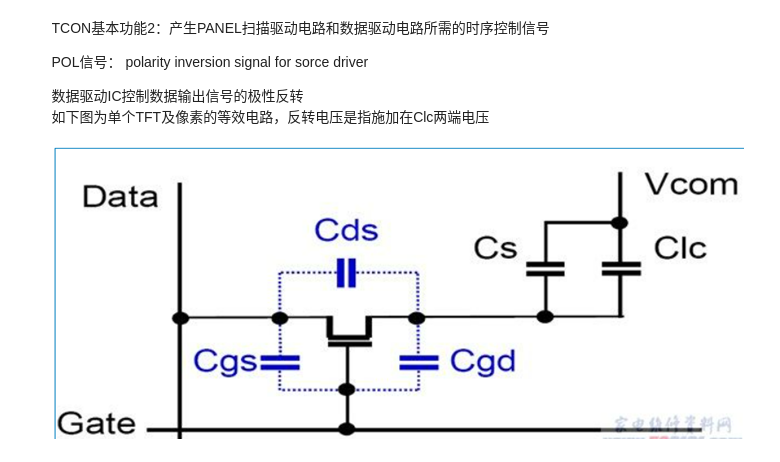 TCON基本功能2：产生PANEL扫描驱动电路和数据驱动电路所需的时序控制信号
POL信号： polarity inversion signal for sorce driver
数据驱动IC控制数据输出信号的极性反转
如下图为单个TFT及像素的等效电路，反转电压是指施加在Clc两端电压
Data
Vcom
Cds
Cs
Clc
Cgs
Cgd
Gate
家电维修资料网